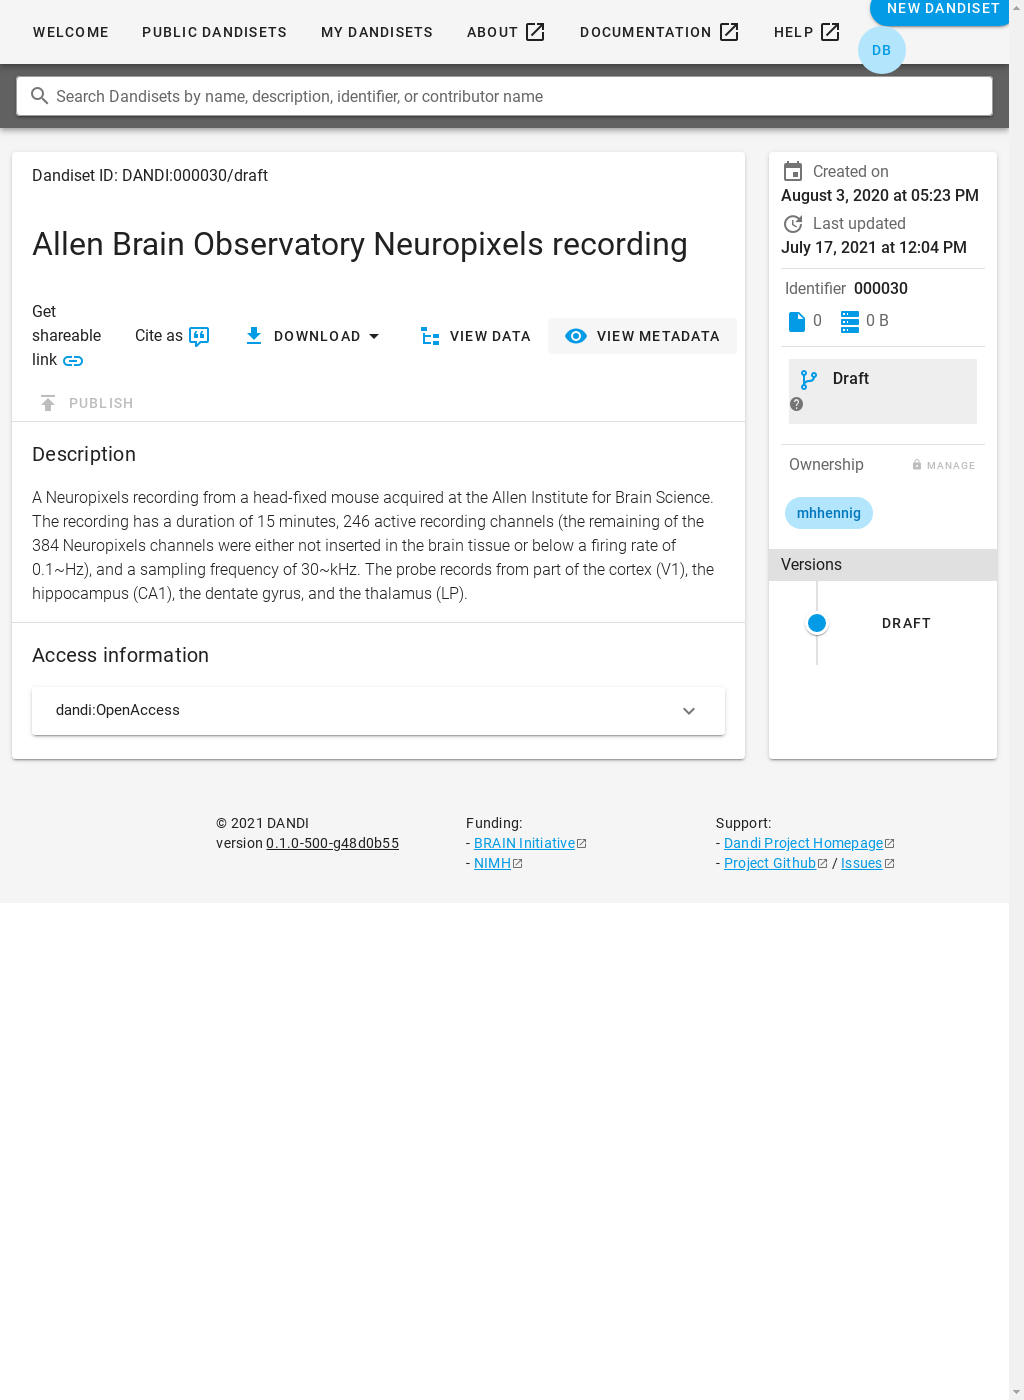 WELCOME
PUBLIC DANDISETS
MY DANDISETS
ABOUT
DOCUMENTATION
HELP
NEW DANDISET
DB
Search Dandisets by name, description, identifier, or contributor name
Dandiset ID: DANDI:000030/draft
Allen Brain Observatory Neuropixels recording
Get
shareable
link
Cite as
DOWNLOAD
VIEW DATA
VIEW METADATA
PUBLISH
Description
A Neuropixels recording from a head-fixed mouse acquired at the Allen Institute for Brain Science.
The recording has a duration of 15 minutes, 246 active recording channels (the remaining of the
384 Neuropixels channels were either not inserted in the brain tissue or below a firing rate of
0.1~Hz), and a sampling frequency of 30~kHz. The probe records from part of the cortex (V1), the
hippocampus (CA1), the dentate gyrus, and the thalamus (LP).
Access information
dandi:OpenAccess
Created on
August 3, 2020 at 05:23 PM
Last updated
July 17, 2021 at 12:04 PM
Identifier 000030
0
0 B
Draft
Ownership
MANAGE
mhhennig
Versions
DRAFT
© 2021 DANDI
version 0.1.0-500-g48d0b55
Funding:
- BRAIN Initiative
- NIMH
Support:
- Dandi Project Homepage
- Project Github / Issues